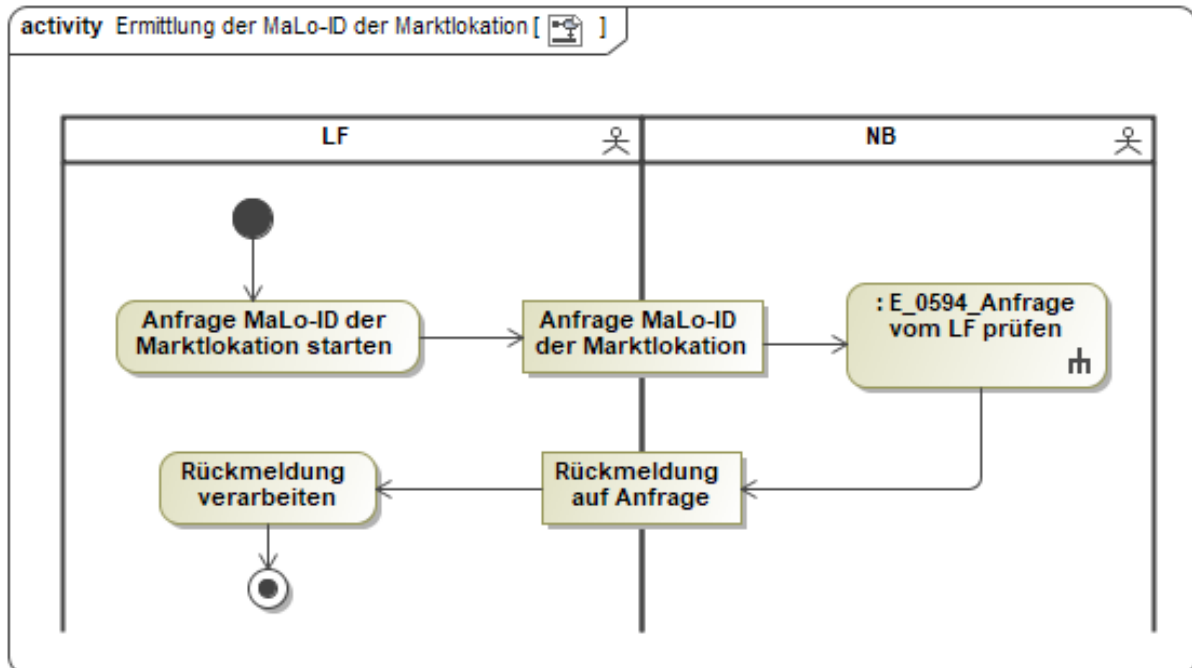 activity Ermittlung der MaLo-ID der Marktlokation [ ]
LF
NB
Anfrage MaLo-ID der
Marktlokation starten
Anfrage MaLo-ID
der Marktlokation
: E_0594_Anfrage
vom LF prüfen
Rückmeldung
verarbeiten
Rückmeldung
auf Anfrage